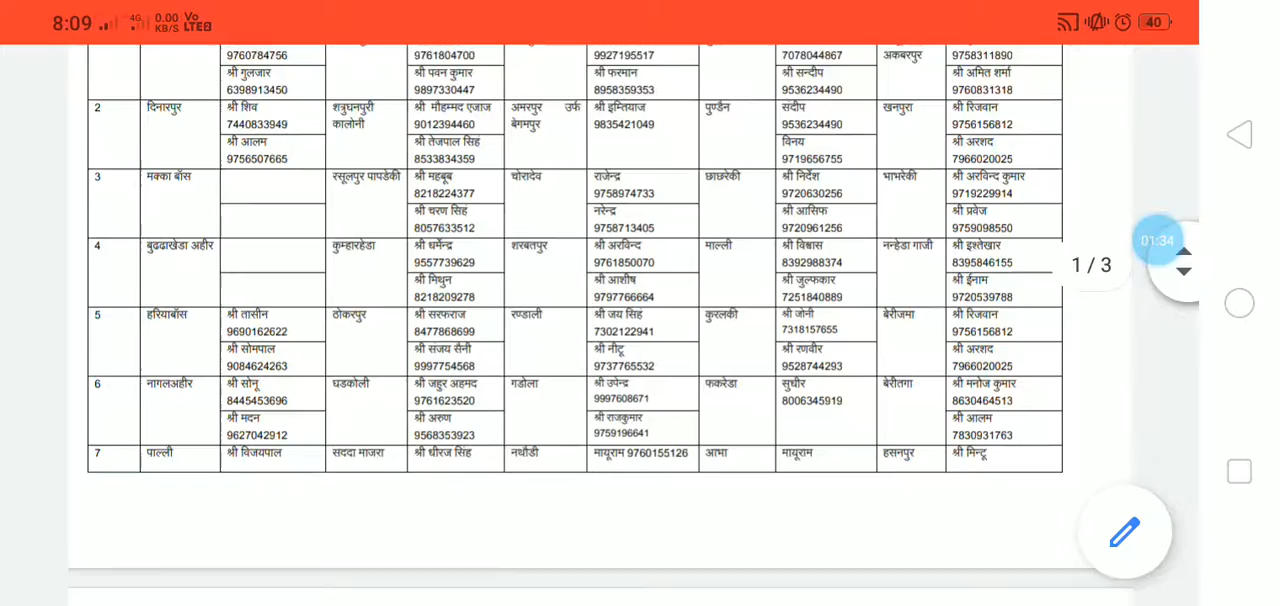 8:09 4G 0.00 KB/S Vo LTE2 40
9760784756 9761804700 9927195517 7078044867 अकबरपुर 9758311890
श्री गुलजार श्री पवन कुमार श्री फरमान श्री सन्दीप श्री अमित शर्मा
6398913450 9897330447 8958359353 9536234490 9760831318
2 दिनारपुर श्री शिव शत्रुघनपुरी श्री मौहम्मद एजाज अमरपुर उर्फ श्री इम्तियाज पुण्डैन सदीप खनपुरा श्री रिजवान
7440833949 कालोनी 9012394460 बेगमपुर 9835421049 9536234490 9756156812
श्री आलम श्री तेजपाल सिहं विनय श्री अरशद
9756507665 8533834359 9719656755 7966020025
3 मक्का बॉस रसूलपुर पापडेकी श्री महबूब चोरादेव राजेन्द्र छाछरेकी श्री निर्देश भाभरेकी श्री अरविन्द कुमार
8218224377 9758974733 9720630256 9719229914
श्री चरण सिहं नरेन्द्र श्री आसिफ श्री प्रवेज
8057633512 9758713405 9720961256 9759098550
4 बुढढाखेडा अहीर कुम्हारहेडा श्री धर्मेन्द्र शरबतपुर श्री अरविन्द माल्ली श्री विश्वास नन्हेडा गाजी श्री इश्तेखार
9557739629 9761850070 8392988374 8395846155
श्री मिथुन श्री आशीष श्री जुल्फकार श्री ईनाम
8218209278 9797766664 7251840889 9720539788
01:34
1 / 3
5 हरियाबॉस श्री तासीन ठोकरपुर श्री सरफराज रण्डाली श्री जय सिहं कुरलकी श्री जोनी बेरीजमा श्री रिजवान
9690162622 8477868699 7302122941 7318157655 9756156812
श्री सोमपाल श्री सजय सैनी श्री नीटू श्री रणवीर श्री अरशद
9084624263 9997754568 9737765532 9528744293 7966020025
6 नागलअहीर श्री सोनू घडकोली श्री जहुर अहमद गडोला श्री उपेन्द्र फकरेडा सुधीर बेरीतगा श्री मनोज कुमार
8445453696 9761623520 9997608671 8006345919 8630464513
श्री मदन श्री अरुण श्री राजकुमार श्री आलम
9627042912 9568353923 9759196641 7830931763
7 पाल्ली श्री विजयपाल सददा माजरा श्री धीरज सिंह नथौडी मायूराम 9760155126 आभा मायूराम हसनपुर श्री मिन्टू